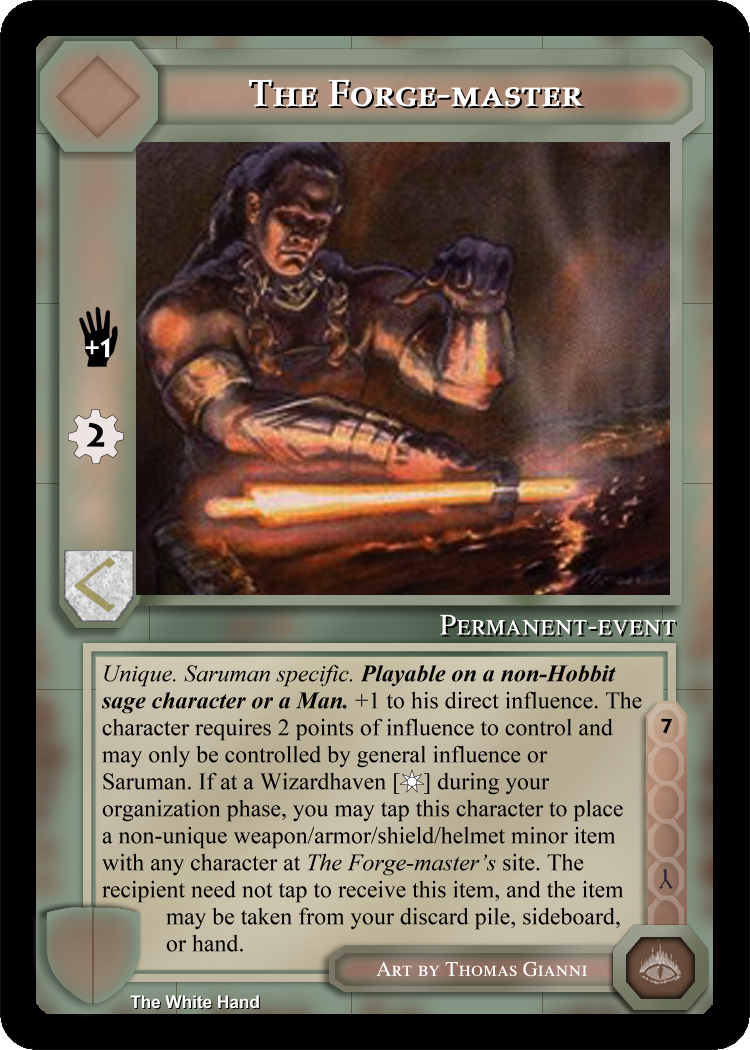 The Forge-master
+1
2
Permanent-event
Unique. Saruman specific. Playable on a non-Hobbit
sage character or a Man. +1 to his direct influence. The
character requires 2 points of influence to control and
may only be controlled by general influence or
Saruman. If at a Wizardhaven [] during your
organization phase, you may tap this character to place
a non-unique weapon/armor/shield/helmet minor item
with any character at The Forge-master's site. The
recipient need not tap to receive this item, and the item
may be taken from your discard pile, sideboard,
or hand.
7
Art by Thomas Gianni
The White Hand